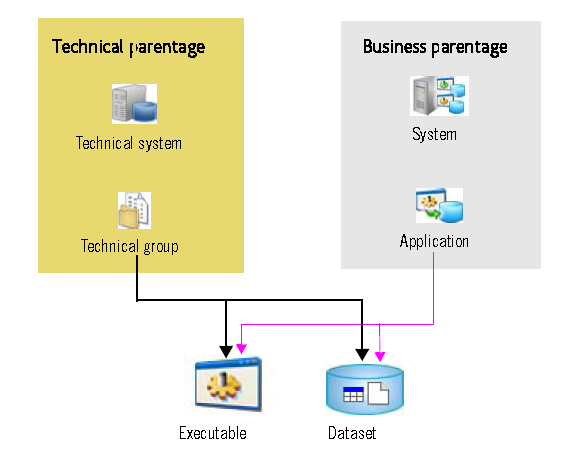 Technical parentage
Business parentage
Technical system
System
Technical group
Application
Executable
Dataset